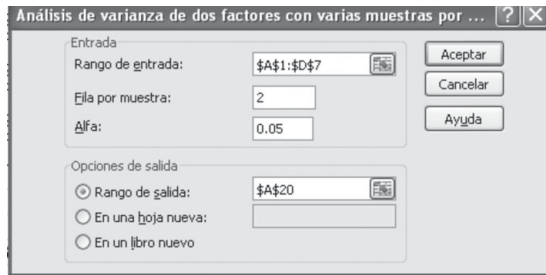 Análisis de varianza de dos factores con varias muestras por ...
Entrada
Rango de entrada: $A$1:$D$7
Fila por muestra: 2
Alfa: 0.05
Aceptar
Cancelar
Ayuda
Opciones de salida
Rango de salida: $A$20
En una hoja nueva:
En un libro nuevo